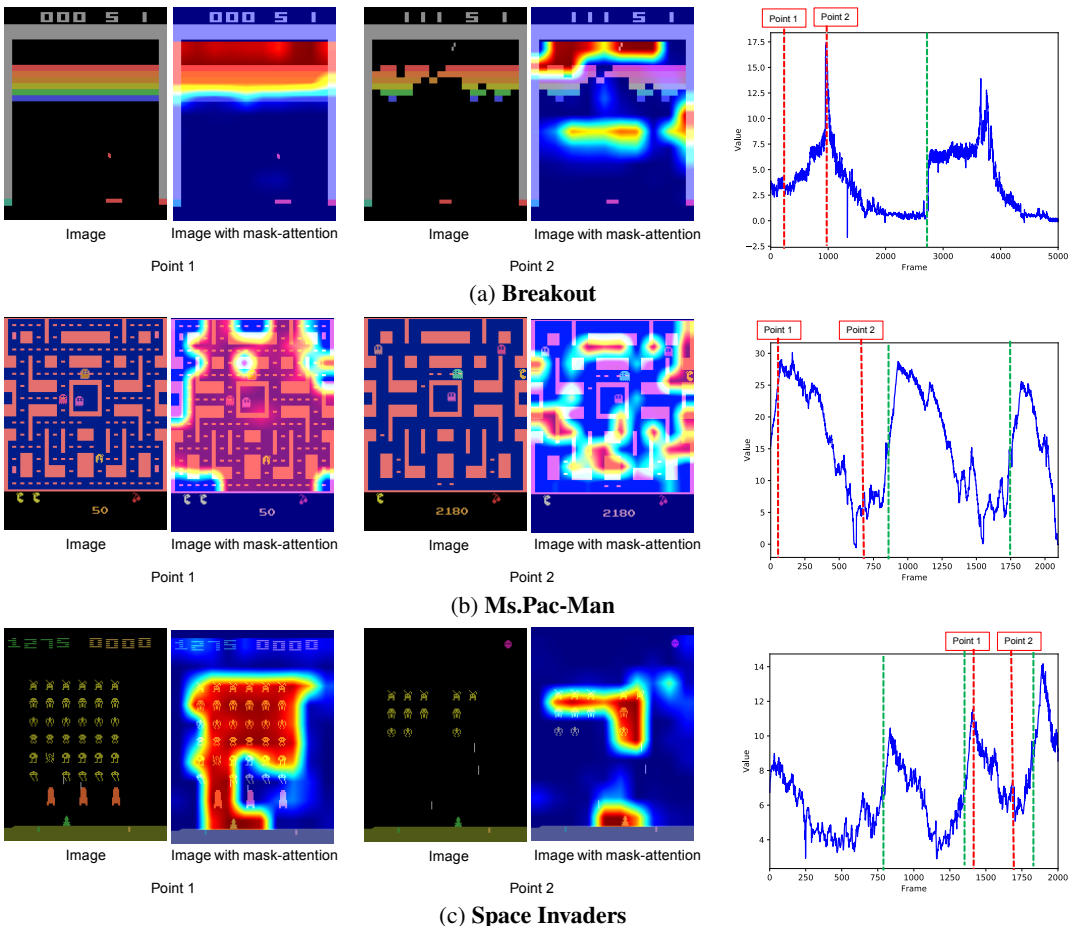 000 5 1
000 5 1
111 5 1
111 5 1
Image
Image with mask-attention
Image
Image with mask-attention
Point 1
Point 2
Point 1
Point 2
17.5
15.0
12.5
10.0
7.5
5.0
2.5
0.0
−2.5
Value
0
1000
2000
3000
4000
5000
Frame
(a) Breakout
50
50
2180
2180
Image
Image with mask-attention
Image
Image with mask-attention
Point 1
Point 2
Point 1
Point 2
30
25
20
15
10
5
0
Value
0
250
500
750
1000
1250
1500
1750
2000
Frame
(b) Ms.Pac-Man
1275 0000
1275 0000
Image
Image with mask-attention
Image
Image with mask-attention
Point 1
Point 2
Point 1
Point 2
14
12
10
8
6
4
Value
0
250
500
750
1000
1250
1500
1750
2000
Frame
(c) Space Invaders